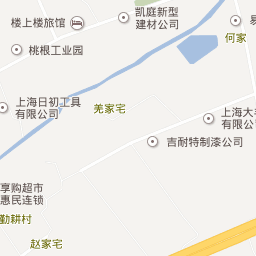 楼上楼旅馆
凯庭新型
建材公司
桃根工业园
何家
上海日初工具
有限公司
羌家宅
上海大
有限公
吉耐特制漆公司
享购超市
惠民连锁
勤耕村
赵家宅